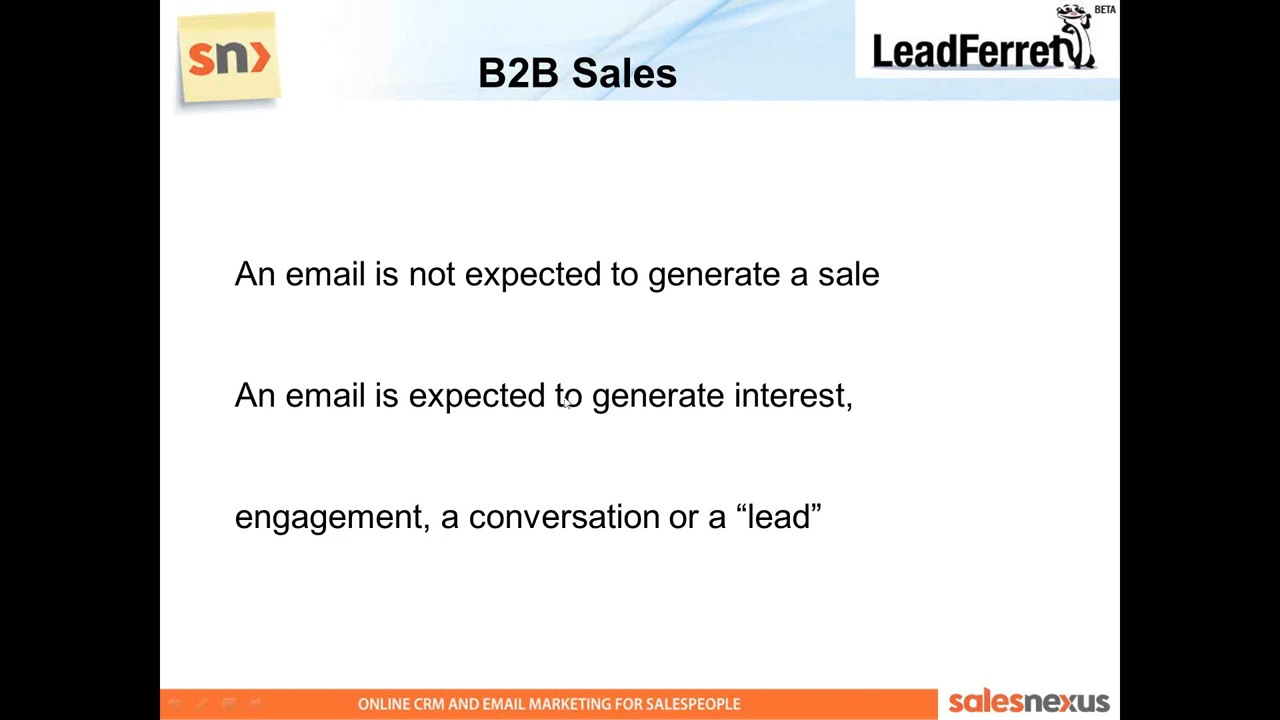 sn>
B2B Sales
LeadFerret
BETA
An email is not expected to generate a sale
An email is expected to generate interest,
engagement, a conversation or a “lead”
ONLINE CRM AND EMAIL MARKETING FOR SALESPEOPLE
salesnexus